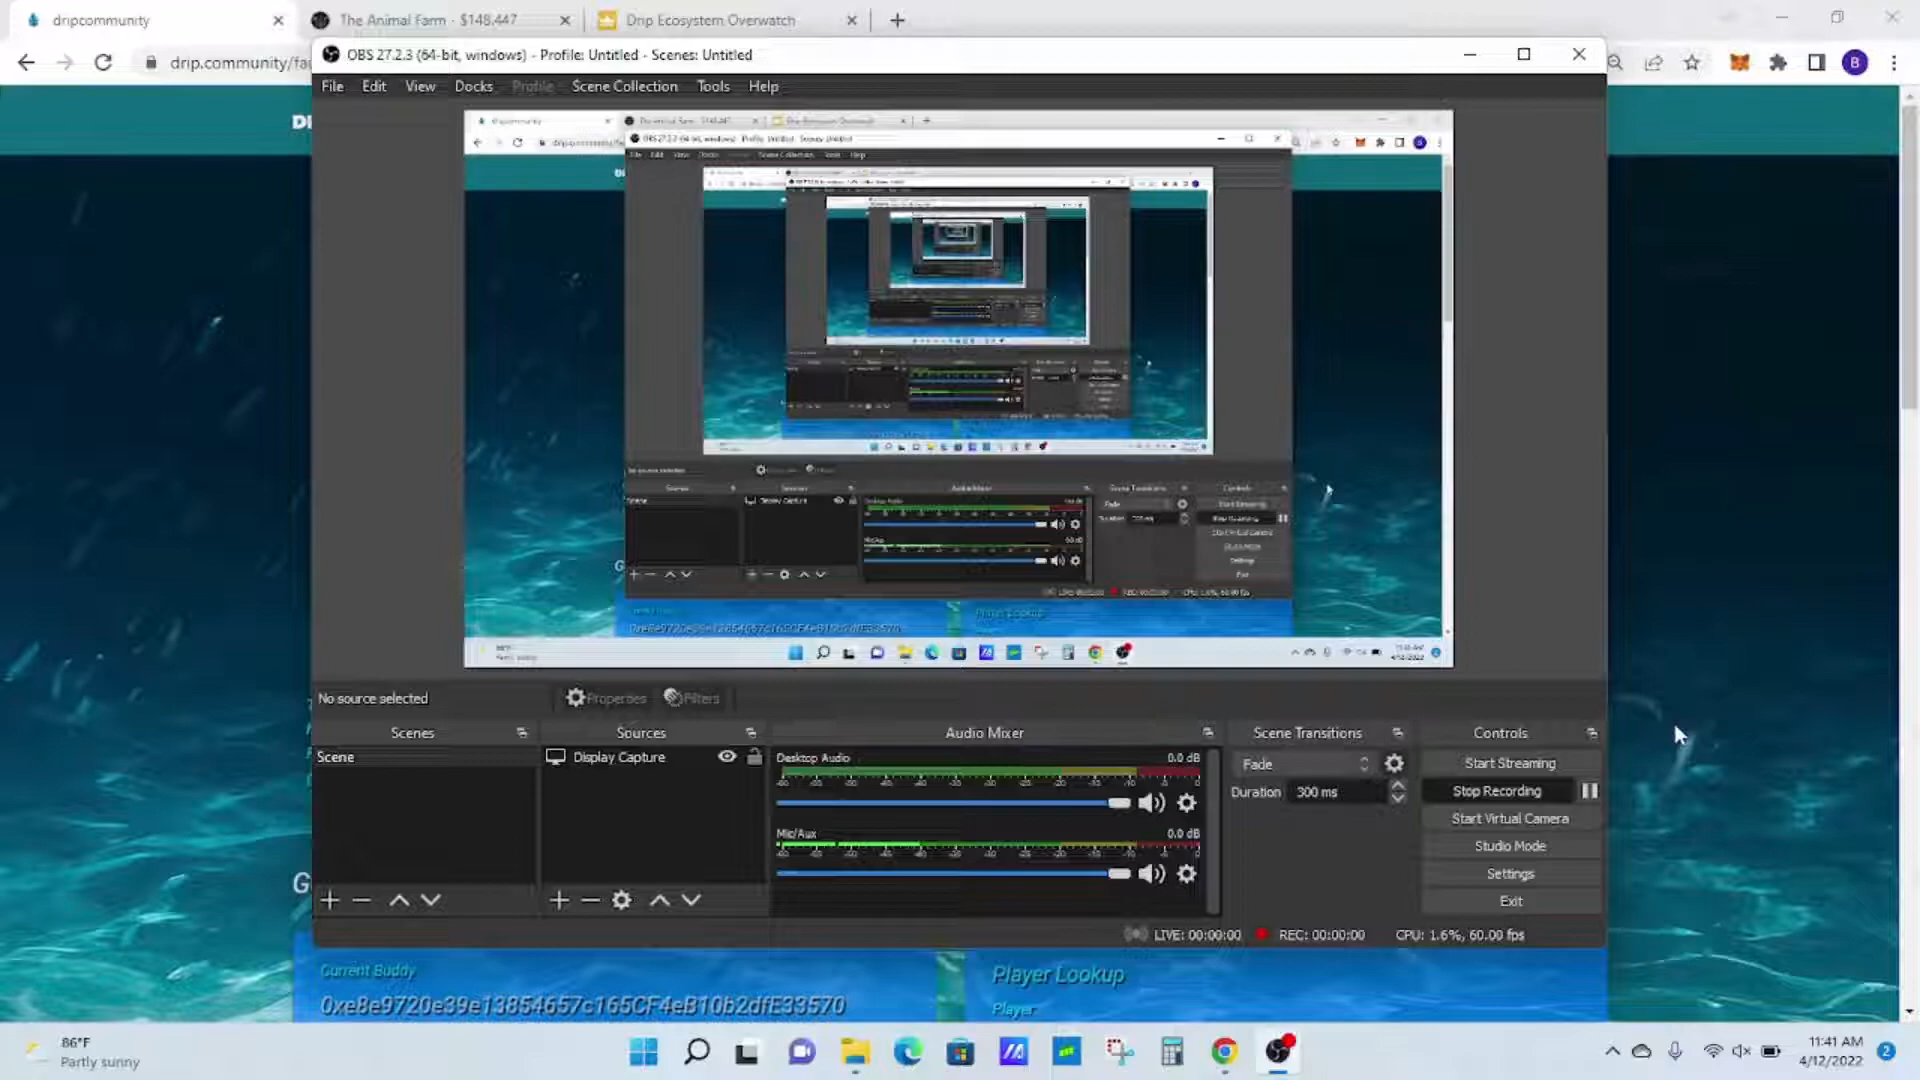 dripcommunity
The Animal Farm - $148.447
Drip Ecosystem Overwatch
drip.community/fa
B
OBS 27.2.3 (64-bit, windows) - Profile: Untitled - Scenes: Untitled
File Edit View Docks Profile Scene Collection Tools Help
No source selected
Properties
Filters
Scenes
Sources
Audio Mixer
Scene Transitions
Controls
Scene
Display Capture
Desktop Audio
0.0 dB
Mic/Aux
0.0 dB
Fade
Duration
300 ms
Start Streaming
Stop Recording
Start Virtual Camera
Studio Mode
Settings
Exit
LIVE: 00:00:00
REC: 00:00:00
CPU: 1.6%, 60.00 fps
Current Buddy
0xe8e9720e39e13854657c165CF4eB10b2dfE33570
Player Lookup
Player
86°F
Partly sunny
11:41 AM
4/12/2022
2